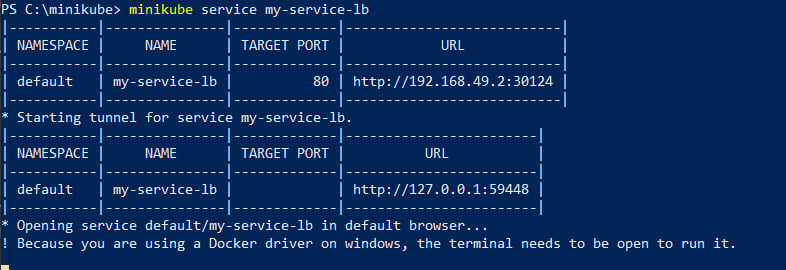 PS C:\minikube> minikube service my-service-lb
|-----------|---------------|-------------|---------------------------|
| NAMESPACE |     NAME      | TARGET PORT |            URL            |
|-----------|---------------|-------------|---------------------------|
| default   | my-service-lb |          80 | http://192.168.49.2:30124 |
|-----------|---------------|-------------|---------------------------|
* Starting tunnel for service my-service-lb.
|-----------|---------------|-------------|------------------------|
| NAMESPACE |     NAME      | TARGET PORT |          URL           |
|-----------|---------------|-------------|------------------------|
| default   | my-service-lb |             | http://127.0.0.1:59448 |
|-----------|---------------|-------------|------------------------|
* Opening service default/my-service-lb in default browser...
! Because you are using a Docker driver on windows, the terminal needs to be open to run it.